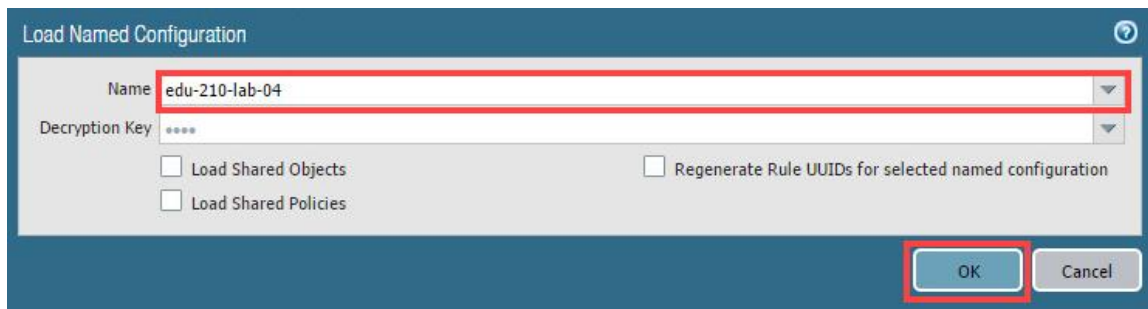 Load Named Configuration
Name edu-210-lab-04
Decryption Key ••••
Load Shared Objects Regenerate Rule UUIDs for selected named configuration
Load Shared Policies
OK Cancel